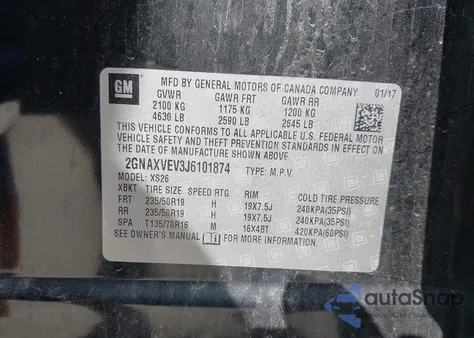 GM
MFD BY GENERAL MOTORS OF CANADA COMPANY 01/17
GVWR GAWR FRT GAWR RR
2100 KG 1175 KG 1200 KG
4630 LB 2590 LB 2645 LB
THIS VEHICLE CONFORMS TO ALL APPLICABLE U.S. FEDERAL MOTOR
VEHICLE SAFETY AND THEFT PREVENTION STANDARDS IN EFFECT ON
THE DATE OF MANUFACTURE SHOWN ABOVE.
2GNAXVEV3J6101874 TYPE: M.P.V
MODEL: XS26
XBKT TIRE SIZE SPEED RTG RIM COLD TIRE PRESSURE
FRT 235/50R19 H 19X7.5J 240KPA(35PSI)
RR 235/50R19 H 19X7.5J 240KPA(35PSI)
SPA T135/70R16 M 16X4BT 420KPA(60PSI)
SEE OWNER'S MANUAL FOR MORE INFORMATION.
autoSnap